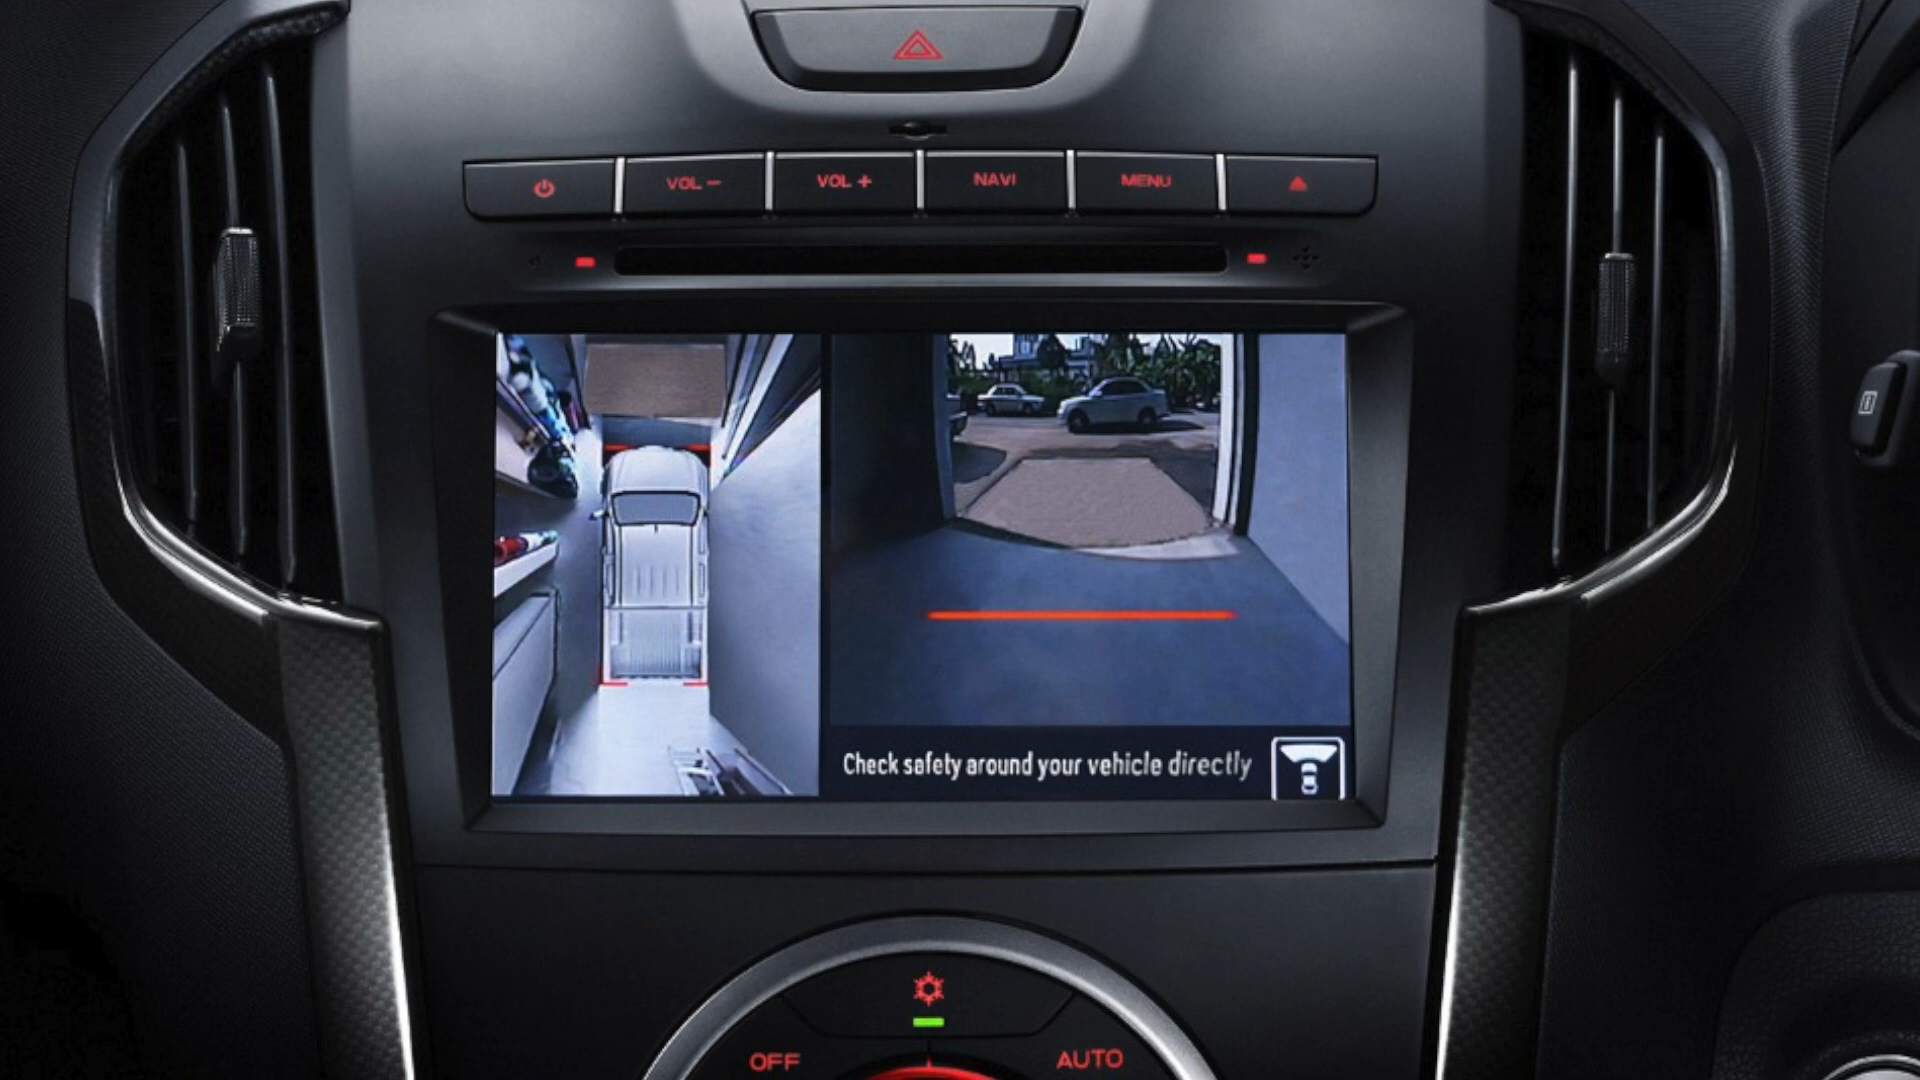 VOL −
VOL +
NAVI
MENU
Check safety around your vehicle directly
OFF
AUTO